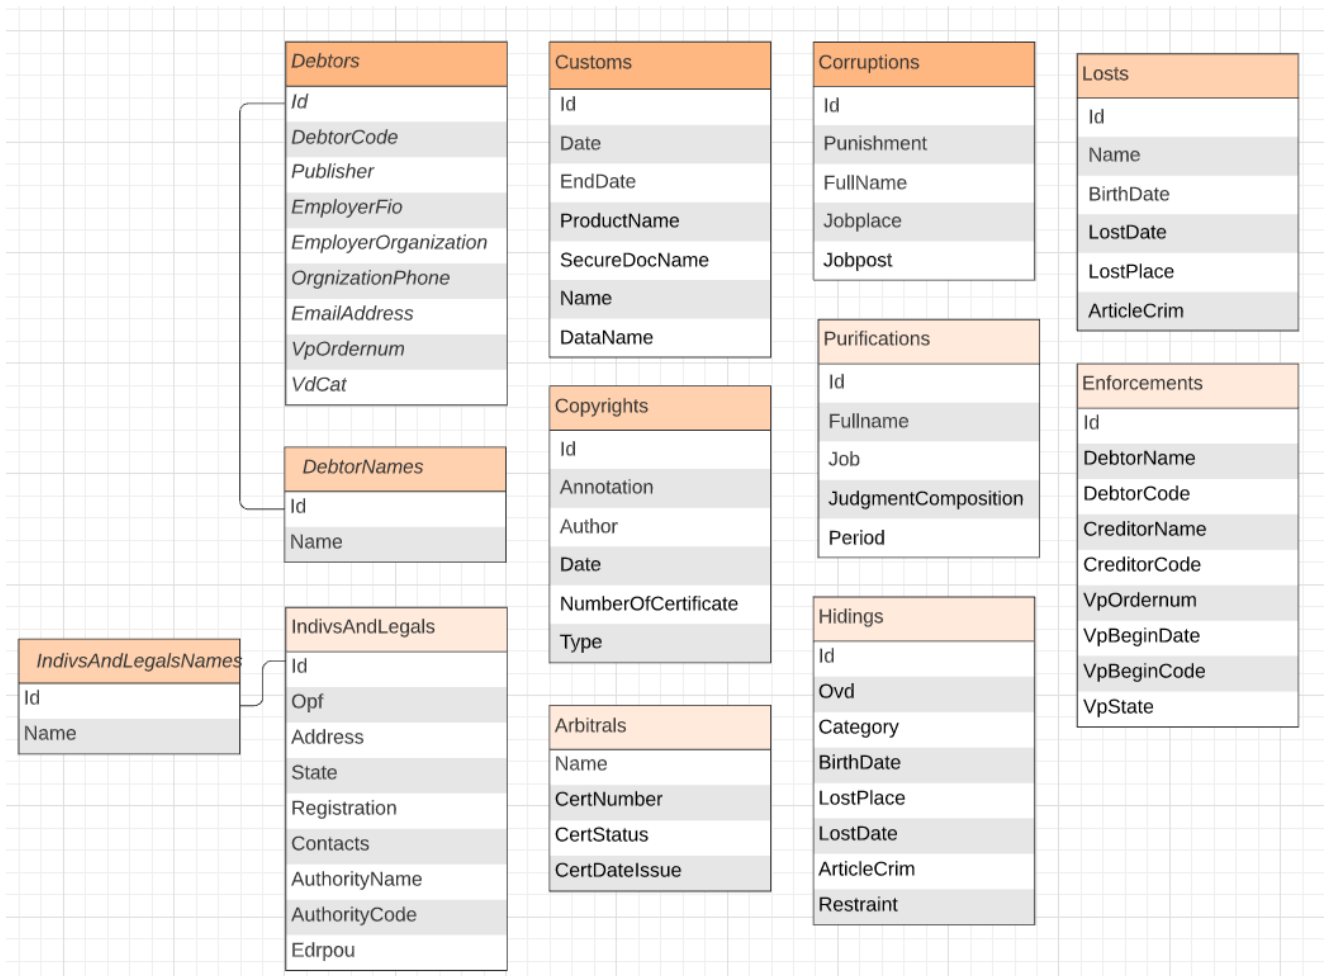 Debtors
Id
DebtorCode
Publisher
EmployerFio
EmployerOrganization
OrgnizationPhone
EmailAddress
VpOrdernum
VdCat
DebtorNames
Id
Name
IndivsAndLegalsNames
Id
Name
IndivsAndLegals
Id
Opf
Address
State
Registration
Contacts
AuthorityName
AuthorityCode
Edrpou
Customs
Id
Date
EndDate
ProductName
SecureDocName
Name
DataName
Copyrights
Id
Annotation
Author
Date
NumberOfCertificate
Type
Arbitrals
Name
CertNumber
CertStatus
CertDateIssue
Corruptions
Id
Punishment
FullName
Jobplace
Jobpost
Purifications
Id
Fullname
Job
JudgmentComposition
Period
Hidings
Id
Ovd
Category
BirthDate
LostPlace
LostDate
ArticleCrim
Restraint
Losts
Id
Name
BirthDate
LostDate
LostPlace
ArticleCrim
Enforcements
Id
DebtorName
DebtorCode
CreditorName
CreditorCode
VpOrdernum
VpBeginDate
VpBeginCode
VpState